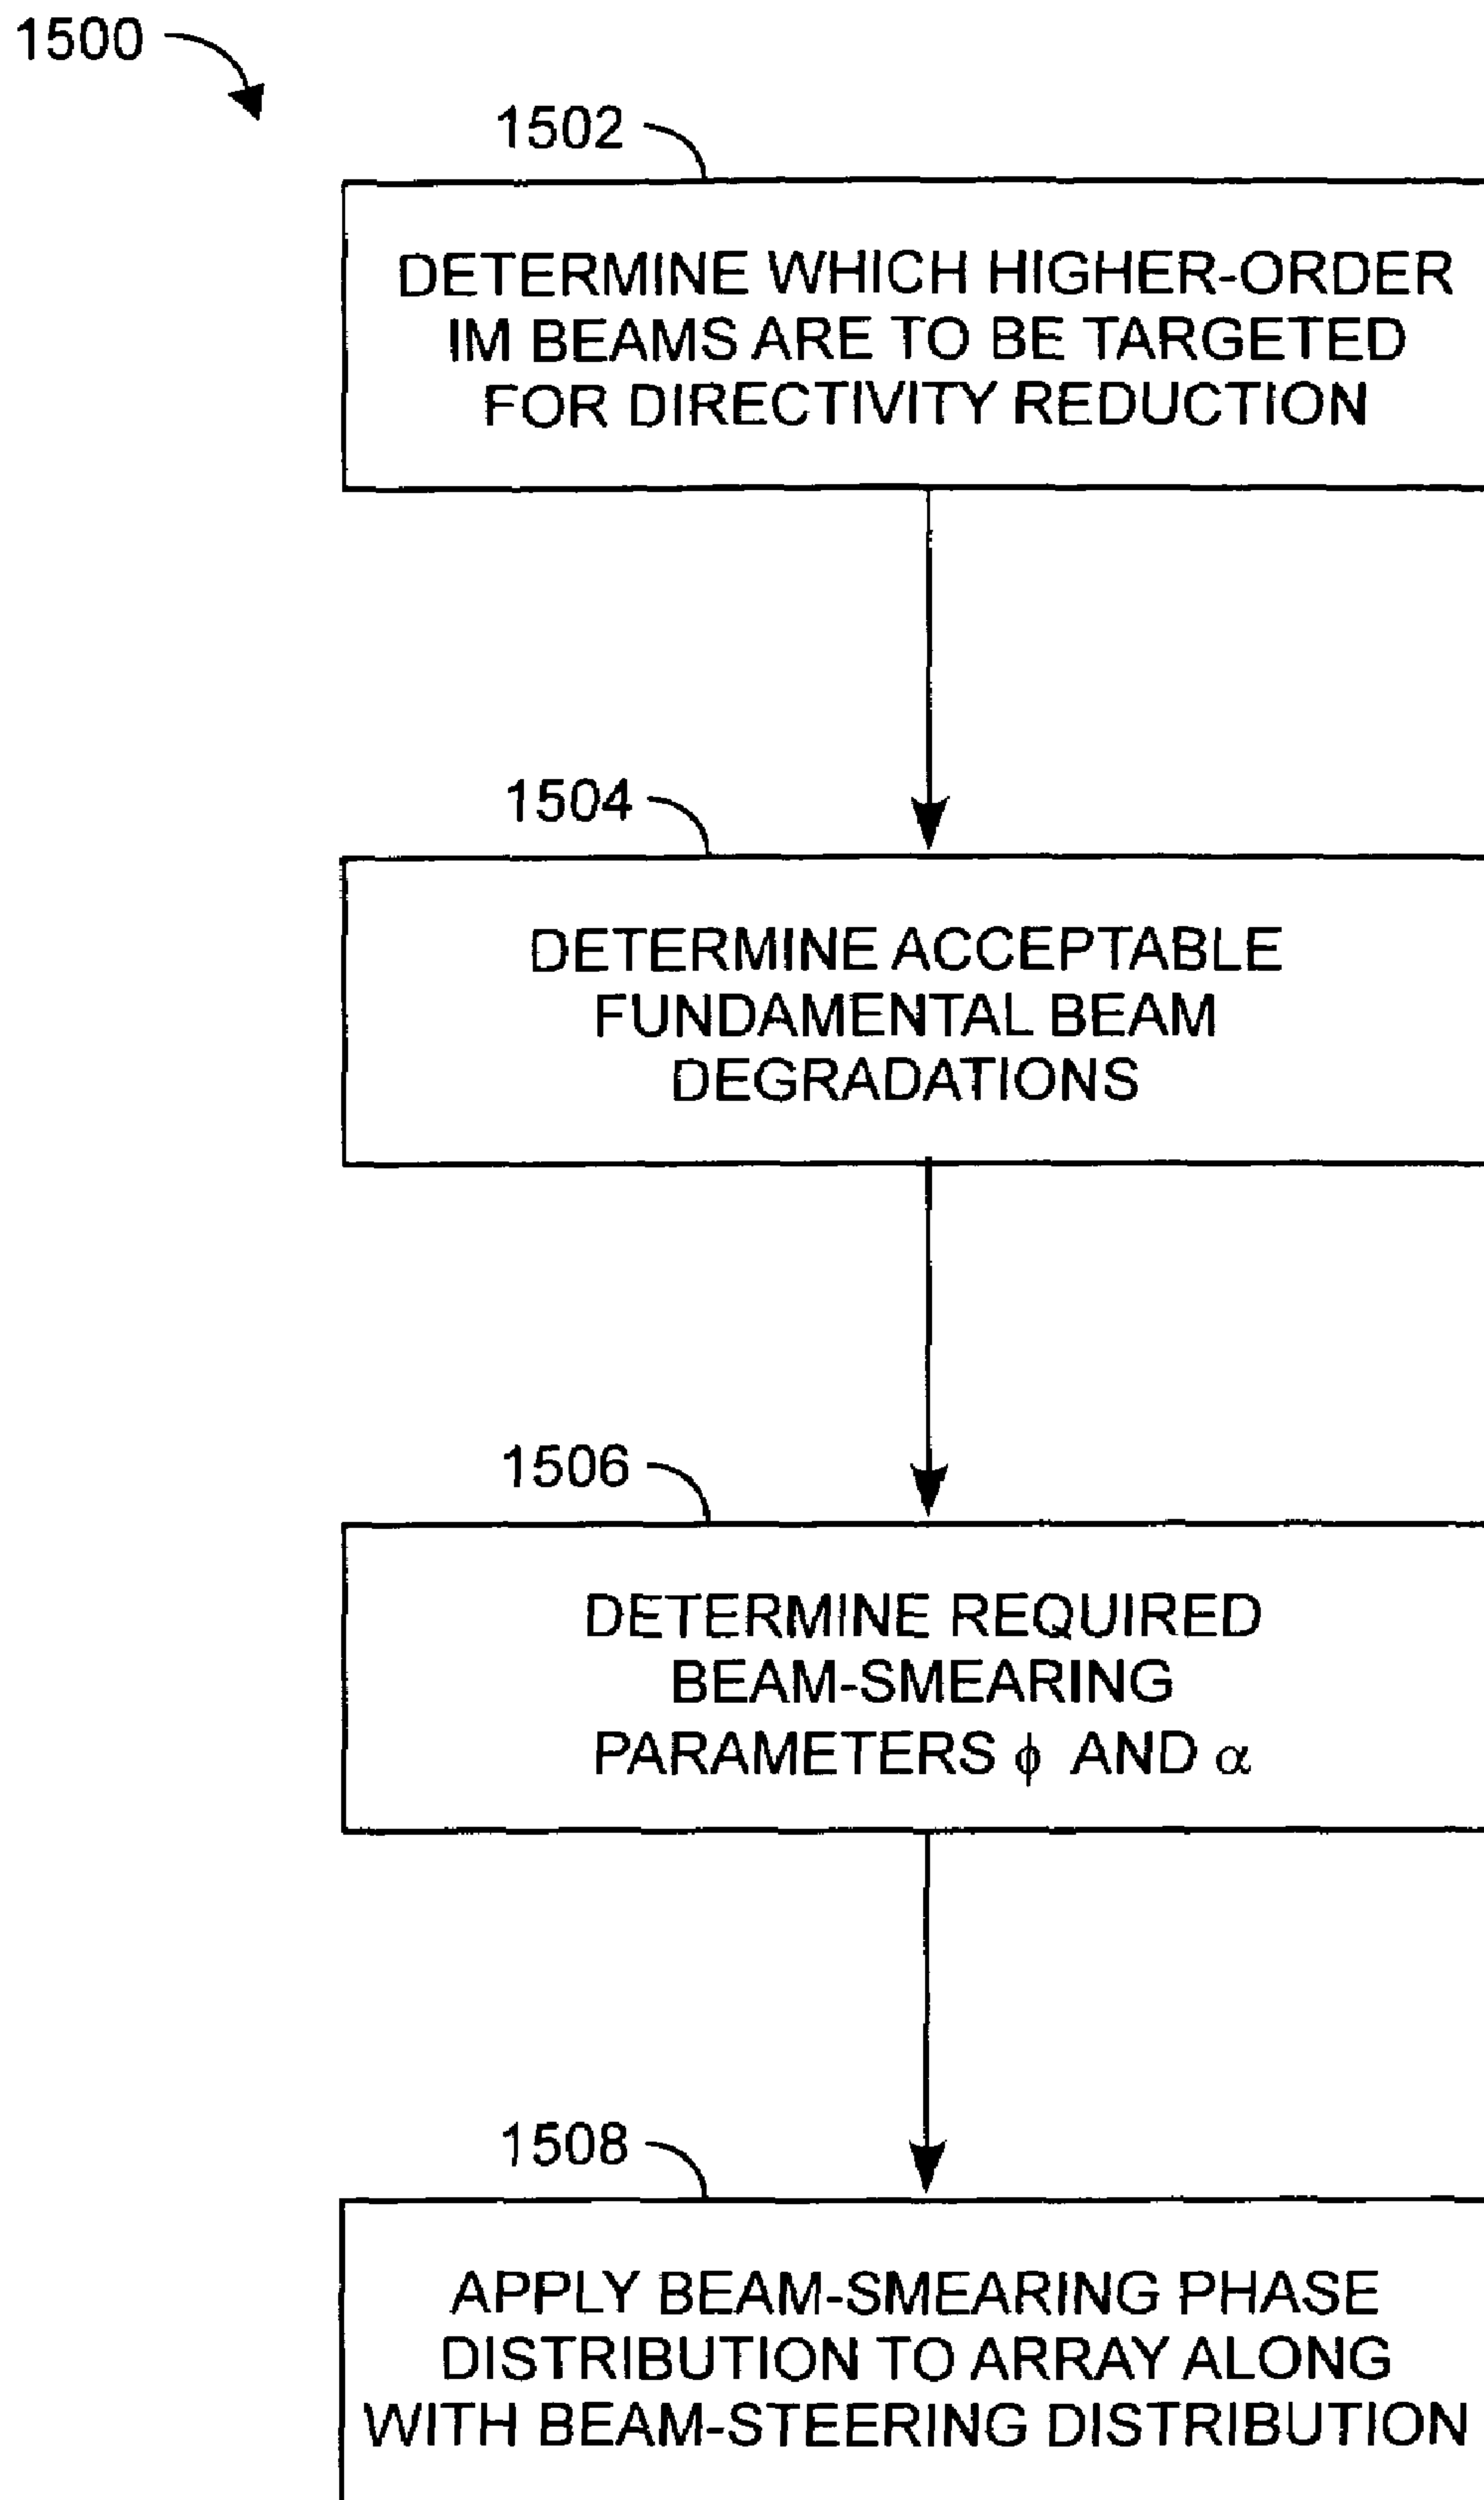 1500
1502
DETERMINE WHICH HIGHER-ORDER
IM BEAMS ARE TO BE TARGETED
FOR DIRECTIVITY REDUCTION
1504
DETERMINE ACCEPTABLE
FUNDAMENTAL BEAM
DEGRADATIONS
1506
DETERMINE REQUIRED
BEAM-SMEARING
PARAMETERS ϕ AND α
1508
APPLY BEAM-SMEARING PHASE
DISTRIBUTION TO ARRAY ALONG
WITH BEAM-STEERING DISTRIBUTION